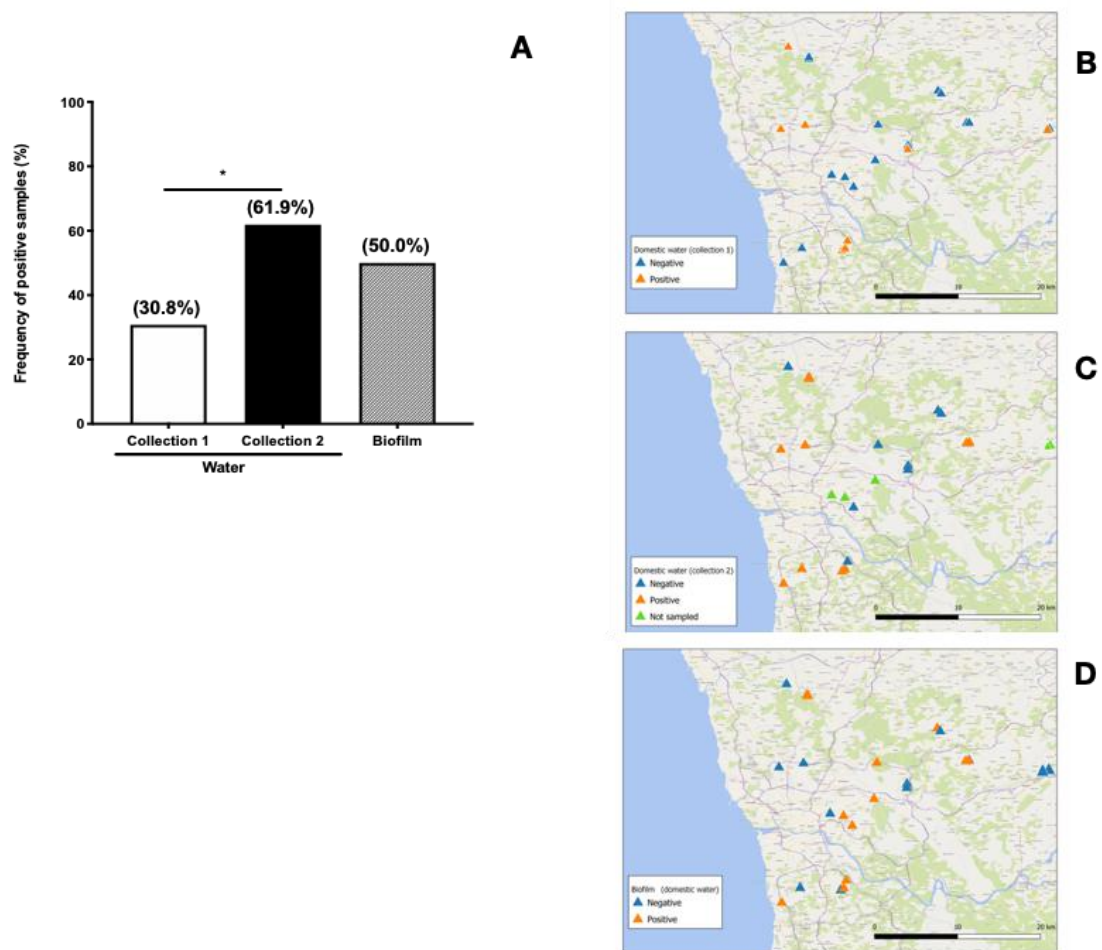 A
Frequency of positive samples (%)
100
80
60
40
20
0
*
(30.8%)
(61.9%)
(50.0%)
Collection 1
Collection 2
Biofilm
Water
B
Domestic water (collection 1)
Negative
Positive
0
10
20 km
C
Domestic water (collection 2)
Negative
Positive
Not sampled
0
10
20 km
D
Biofilm (domestic water)
Negative
Positive
0
10
20 km